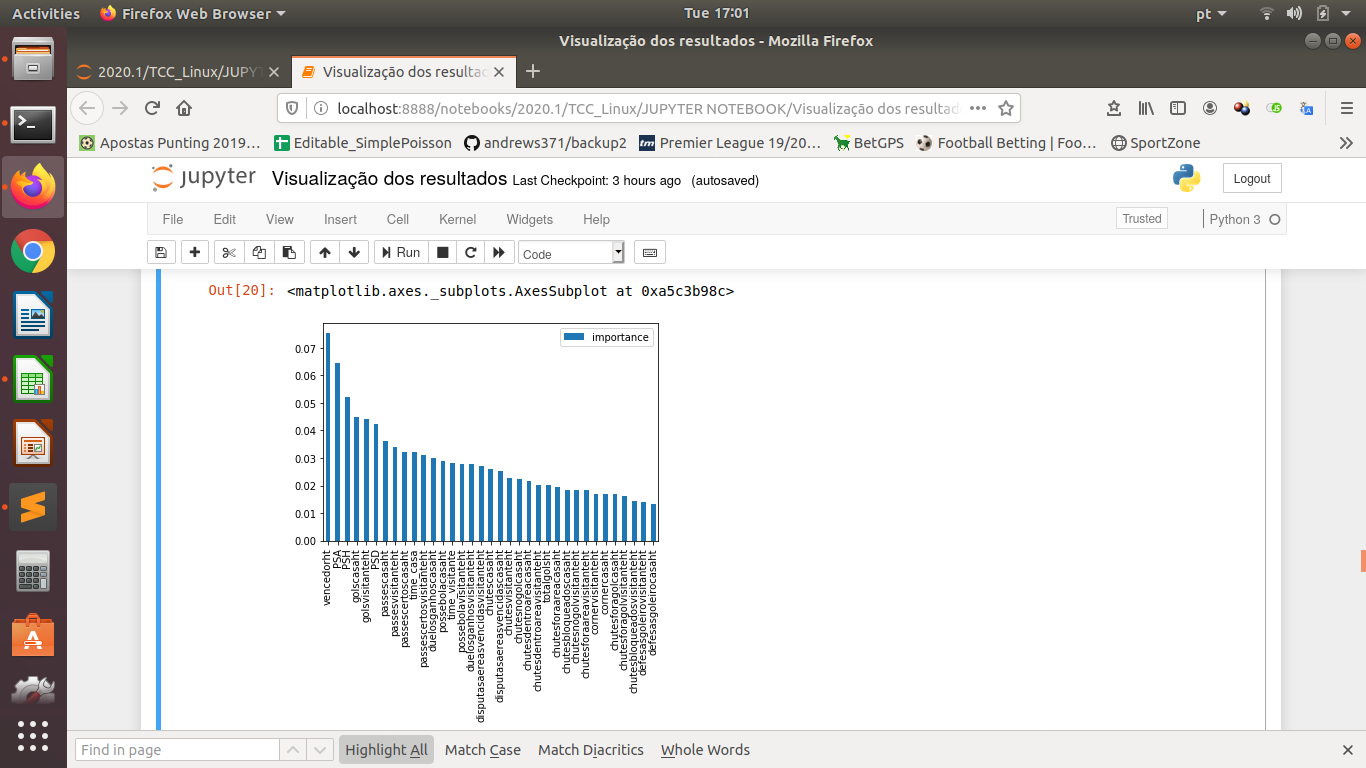 Activities Firefox Web Browser Tue 17:01 pt
Visualização dos resultados - Mozilla Firefox
2020.1/TCC_Linux/JUPYT Visualização dos resultad
localhost:8888/notebooks/2020.1/TCC_Linux/JUPYTER NOTEBOOK/Visualização dos resultad
Apostas Punting 2019… Editable_SimplePoisson andrews371/backup2 Premier League 19/20… BetGPS Football Betting | Foo… SportZone
jupyter Visualização dos resultados Last Checkpoint: 3 hours ago (autosaved) Logout
File Edit View Insert Cell Kernel Widgets Help Trusted Python 3
Run Code
Out[20]: <matplotlib.axes._subplots.AxesSubplot at 0xa5c3b98c>
importance
0.07
0.06
0.05
0.04
0.03
0.02
0.01
0.00
vencedorht
PSA
PSH
golscasaht
golsvisitanteht
PSD
passescasaht
passesvisitanteht
passescertoscasaht
time_casa
passescertosvisitanteht
duelosganhoscasaht
possebolacasaht
time_visitante
possebolavisitanteht
duelosganhosvisitanteht
disputasaereasvencidasvisitanteht
chutescasaht
disputasaereasvencidascasaht
chutesvisitanteht
chutesnogolcasaht
chutesdentroareacasaht
chutesdentroareavisitanteht
totalgolsht
chutesforaareacasaht
chutesbloqueadoscasaht
chutesnogolvisitanteht
chutesforaareavisitanteht
cornervisitanteht
cornercasaht
chutesforagolcasaht
chutesforagolvisitanteht
chutesbloqueadosvisitanteht
defesasgoleirovisitanteht
defesasgoleirocasaht
Find in page Highlight All Match Case Match Diacritics Whole Words